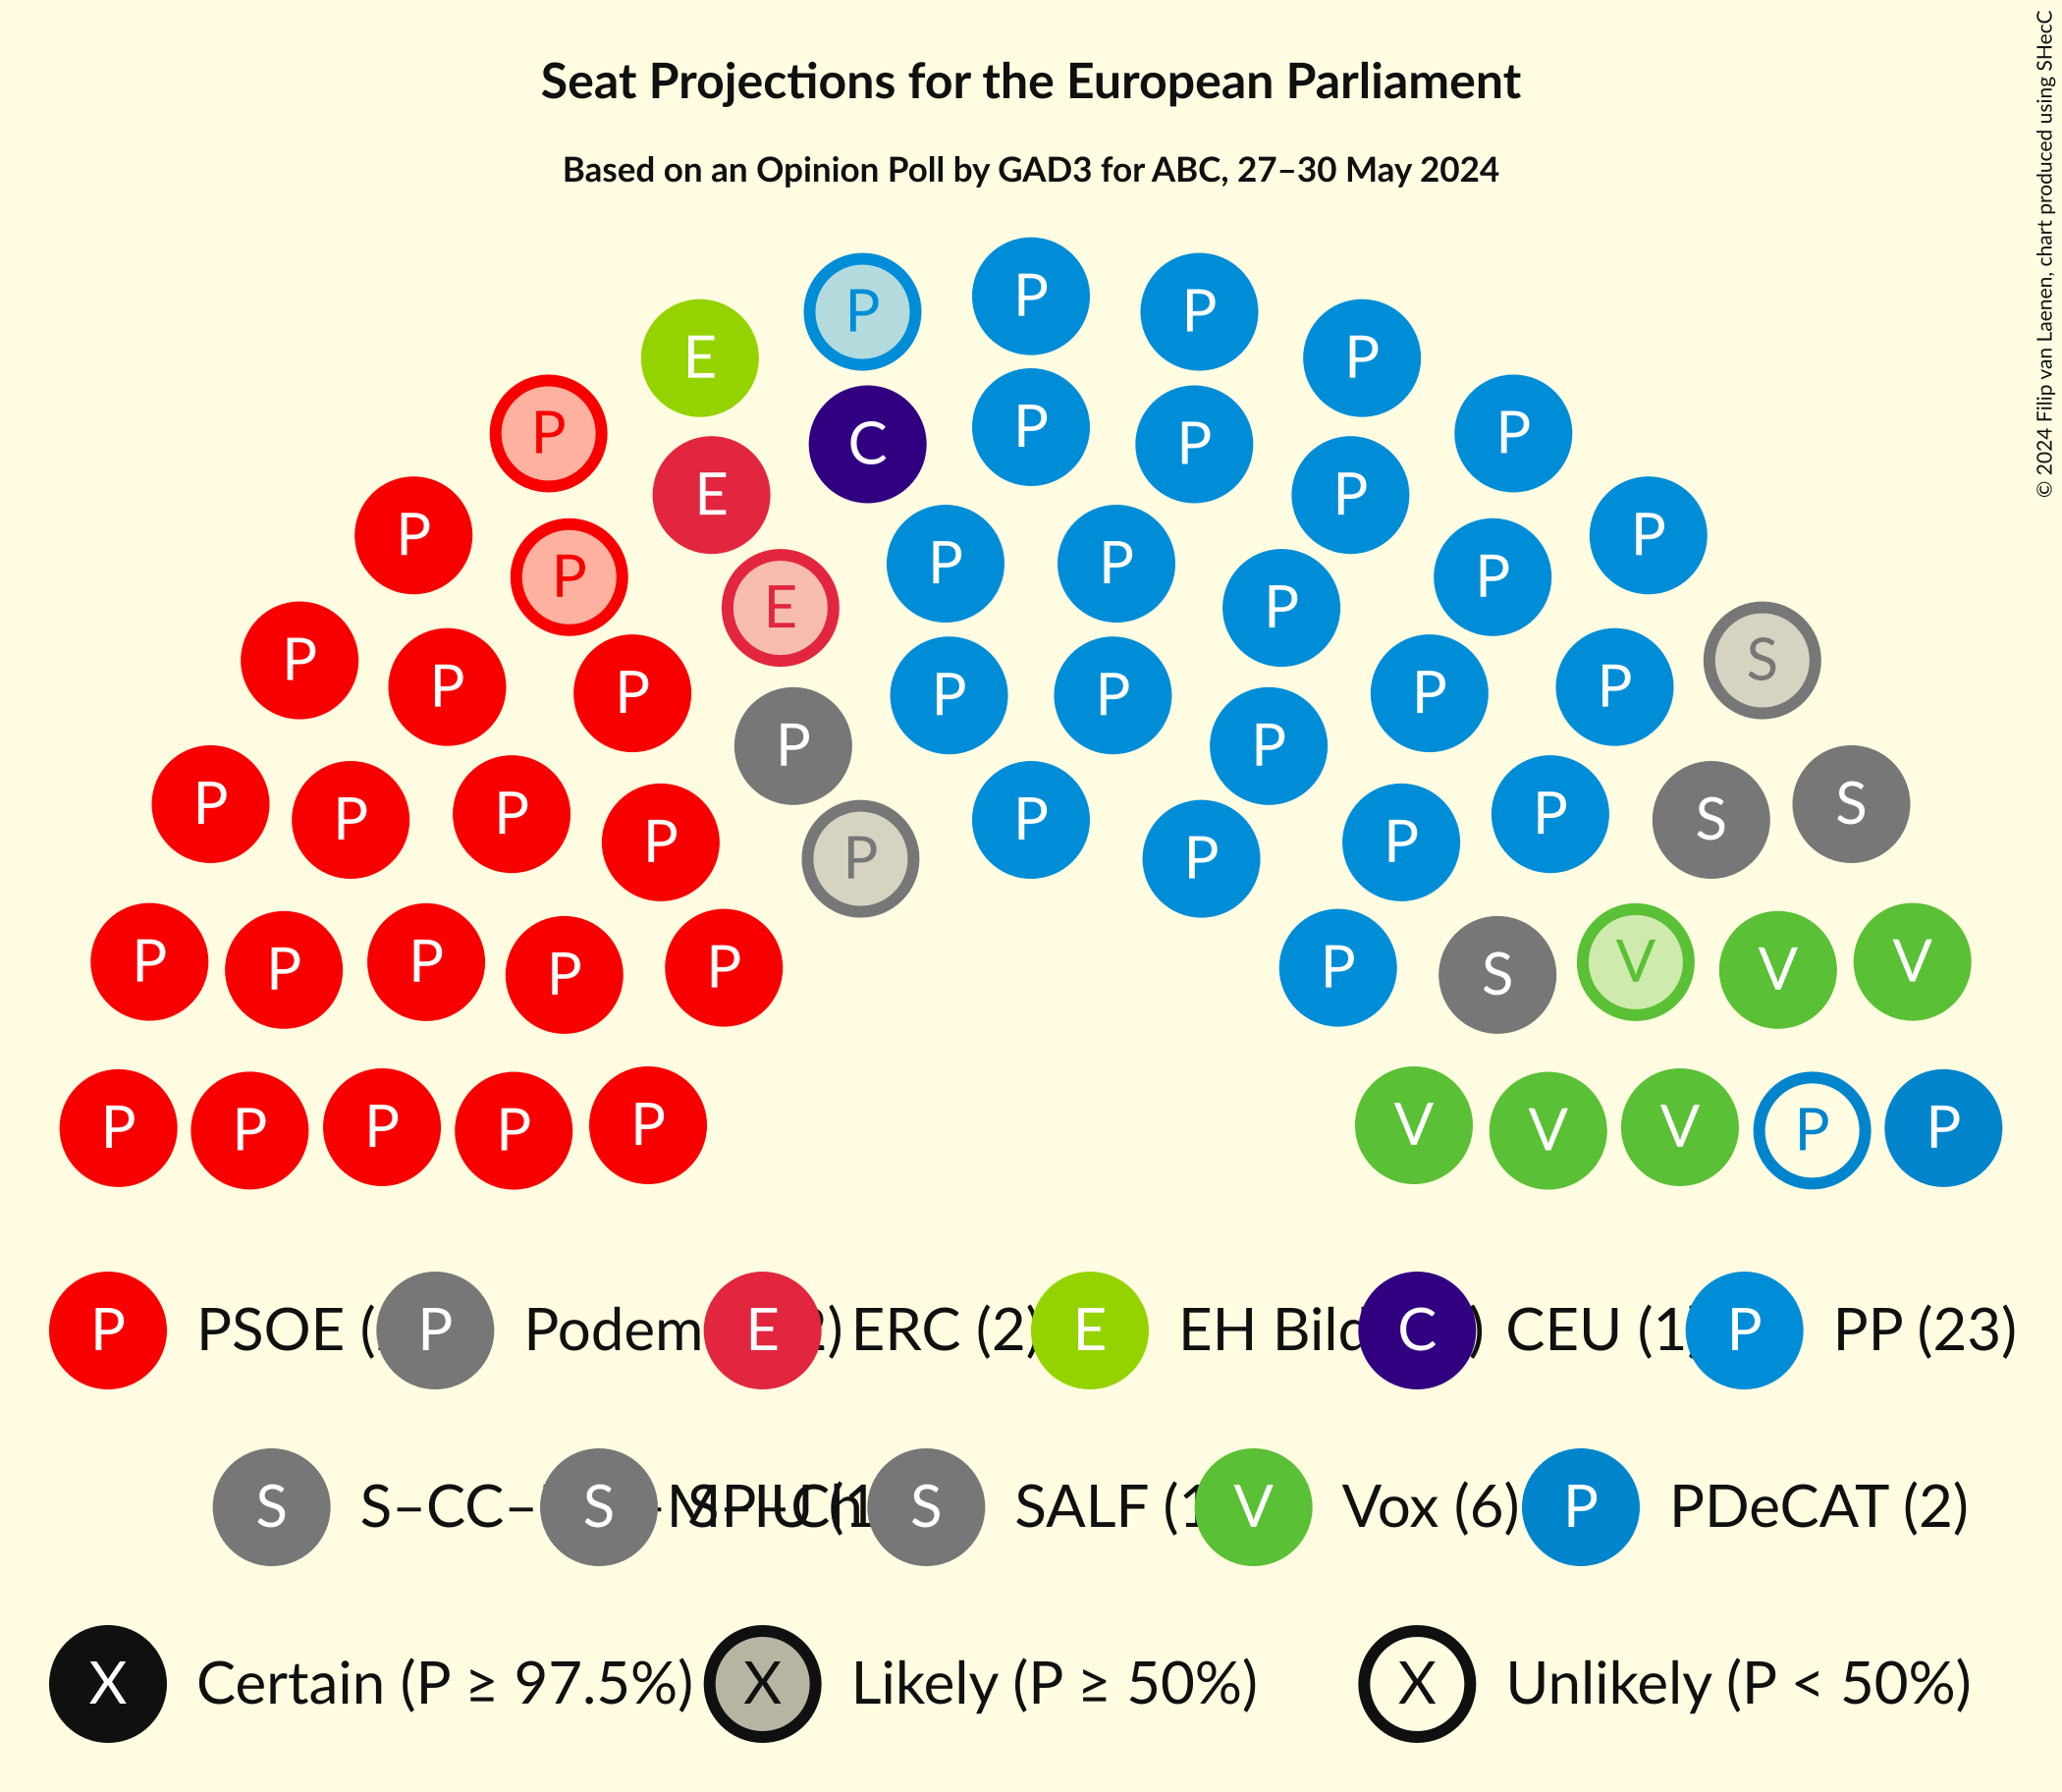 Seat Projections for the European Parliament
Based on an Opinion Poll by GAD3 for ABC, 27–30 May 2024
© 2024 Filip van Laenen, chart produced using SHecC
P P P
E P
P P C P P P
E P
P P E P P P P
P P P S
P P P P P P P P
P P P P P S S
P P P P P P P P
P P P P P P S V V V
P P P P P V V V P P
P PSOE ( P Podem 2) E ERC (2) E EH Bild ) C CEU (1 P PP (23)
S S–CC– S S SALF (1 V Vox (6) P PDeCAT (2)
X Certain (P ≥ 97.5%) X Likely (P ≥ 50%) X Unlikely (P < 50%)